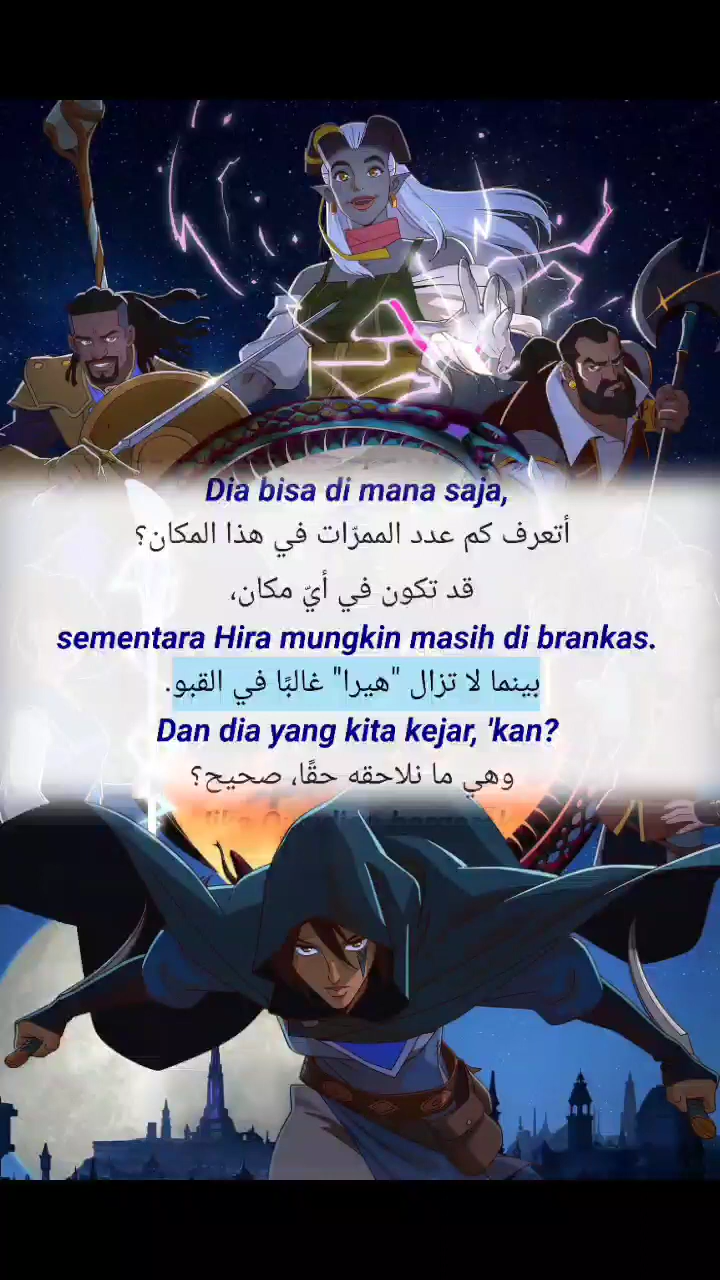 Dia bisa di mana saja,
أتعرف كم عدد الممرّات في هذا المكان؟
قد تكون في أيّ مكان،
sementara Hira mungkin masih di brankas.
بينما لا تزال "هيرا" غالبًا في القبو.
Dan dia yang kita kejar, 'kan?
وهي ما نلاحقه حقًا، صحيح؟
Jika